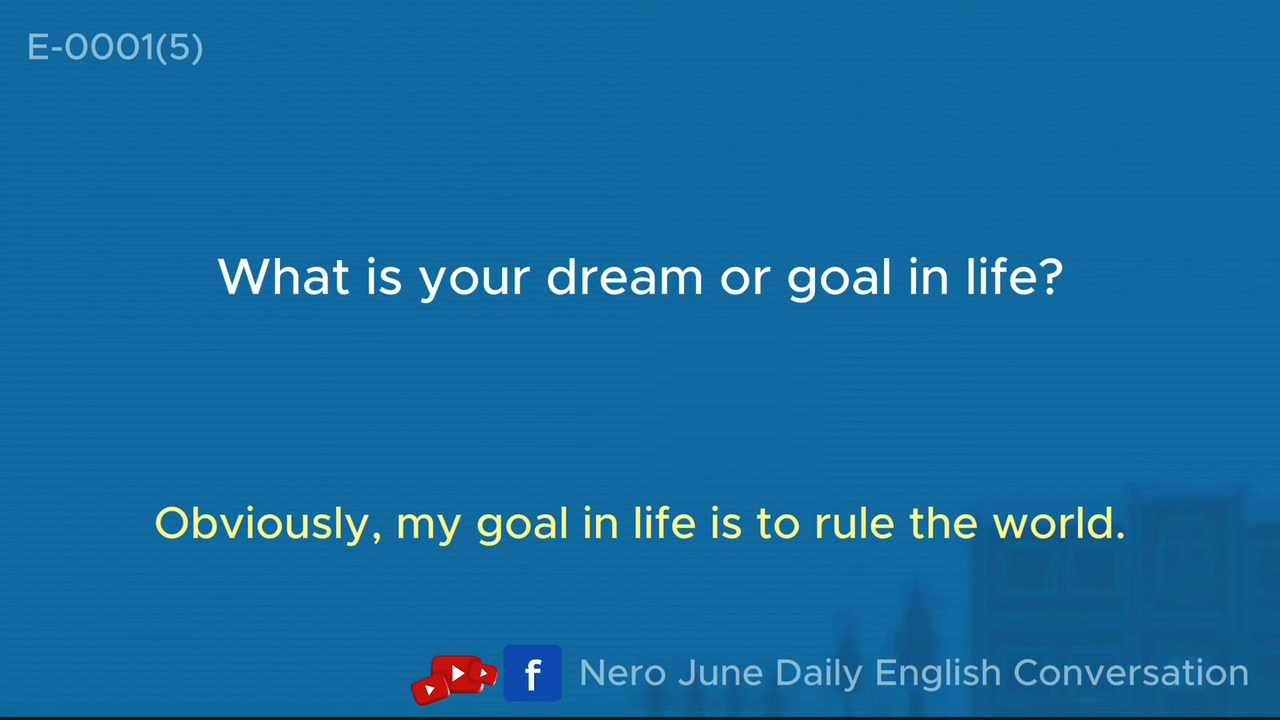 E-0001(5)
What is your dream or goal in life?
Obviously, my goal in life is to rule the world.
f Nero June Daily English Conversation